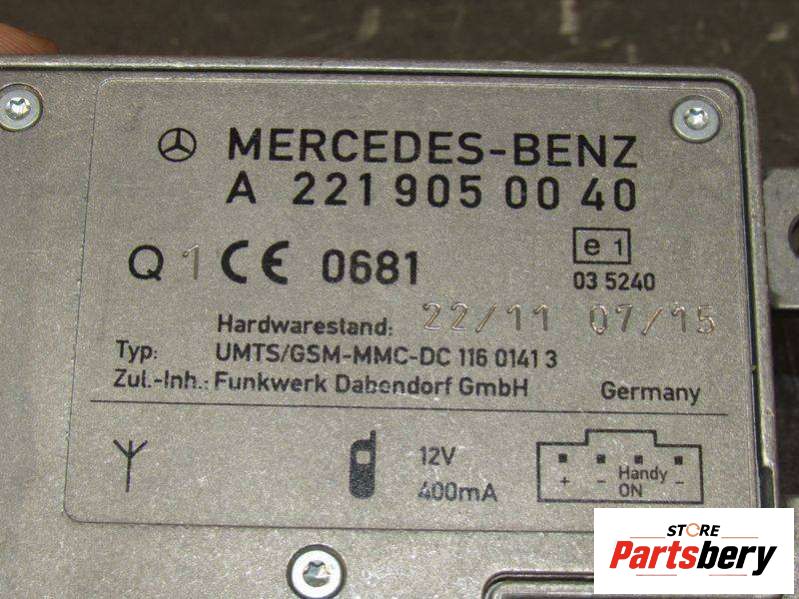 MERCEDES-BENZ
A 221 905 00 40
Q 1 CE 0681
e 1
03 5240
Hardwarestand: 22/11 07/15
Typ: UMTS/GSM-MMC-DC 116 0141 3
Zul.-Inh.: Funkwerk Dabendorf GmbH Germany
12V
400mA
+ - Handy -
ON
STORE
Partsbery